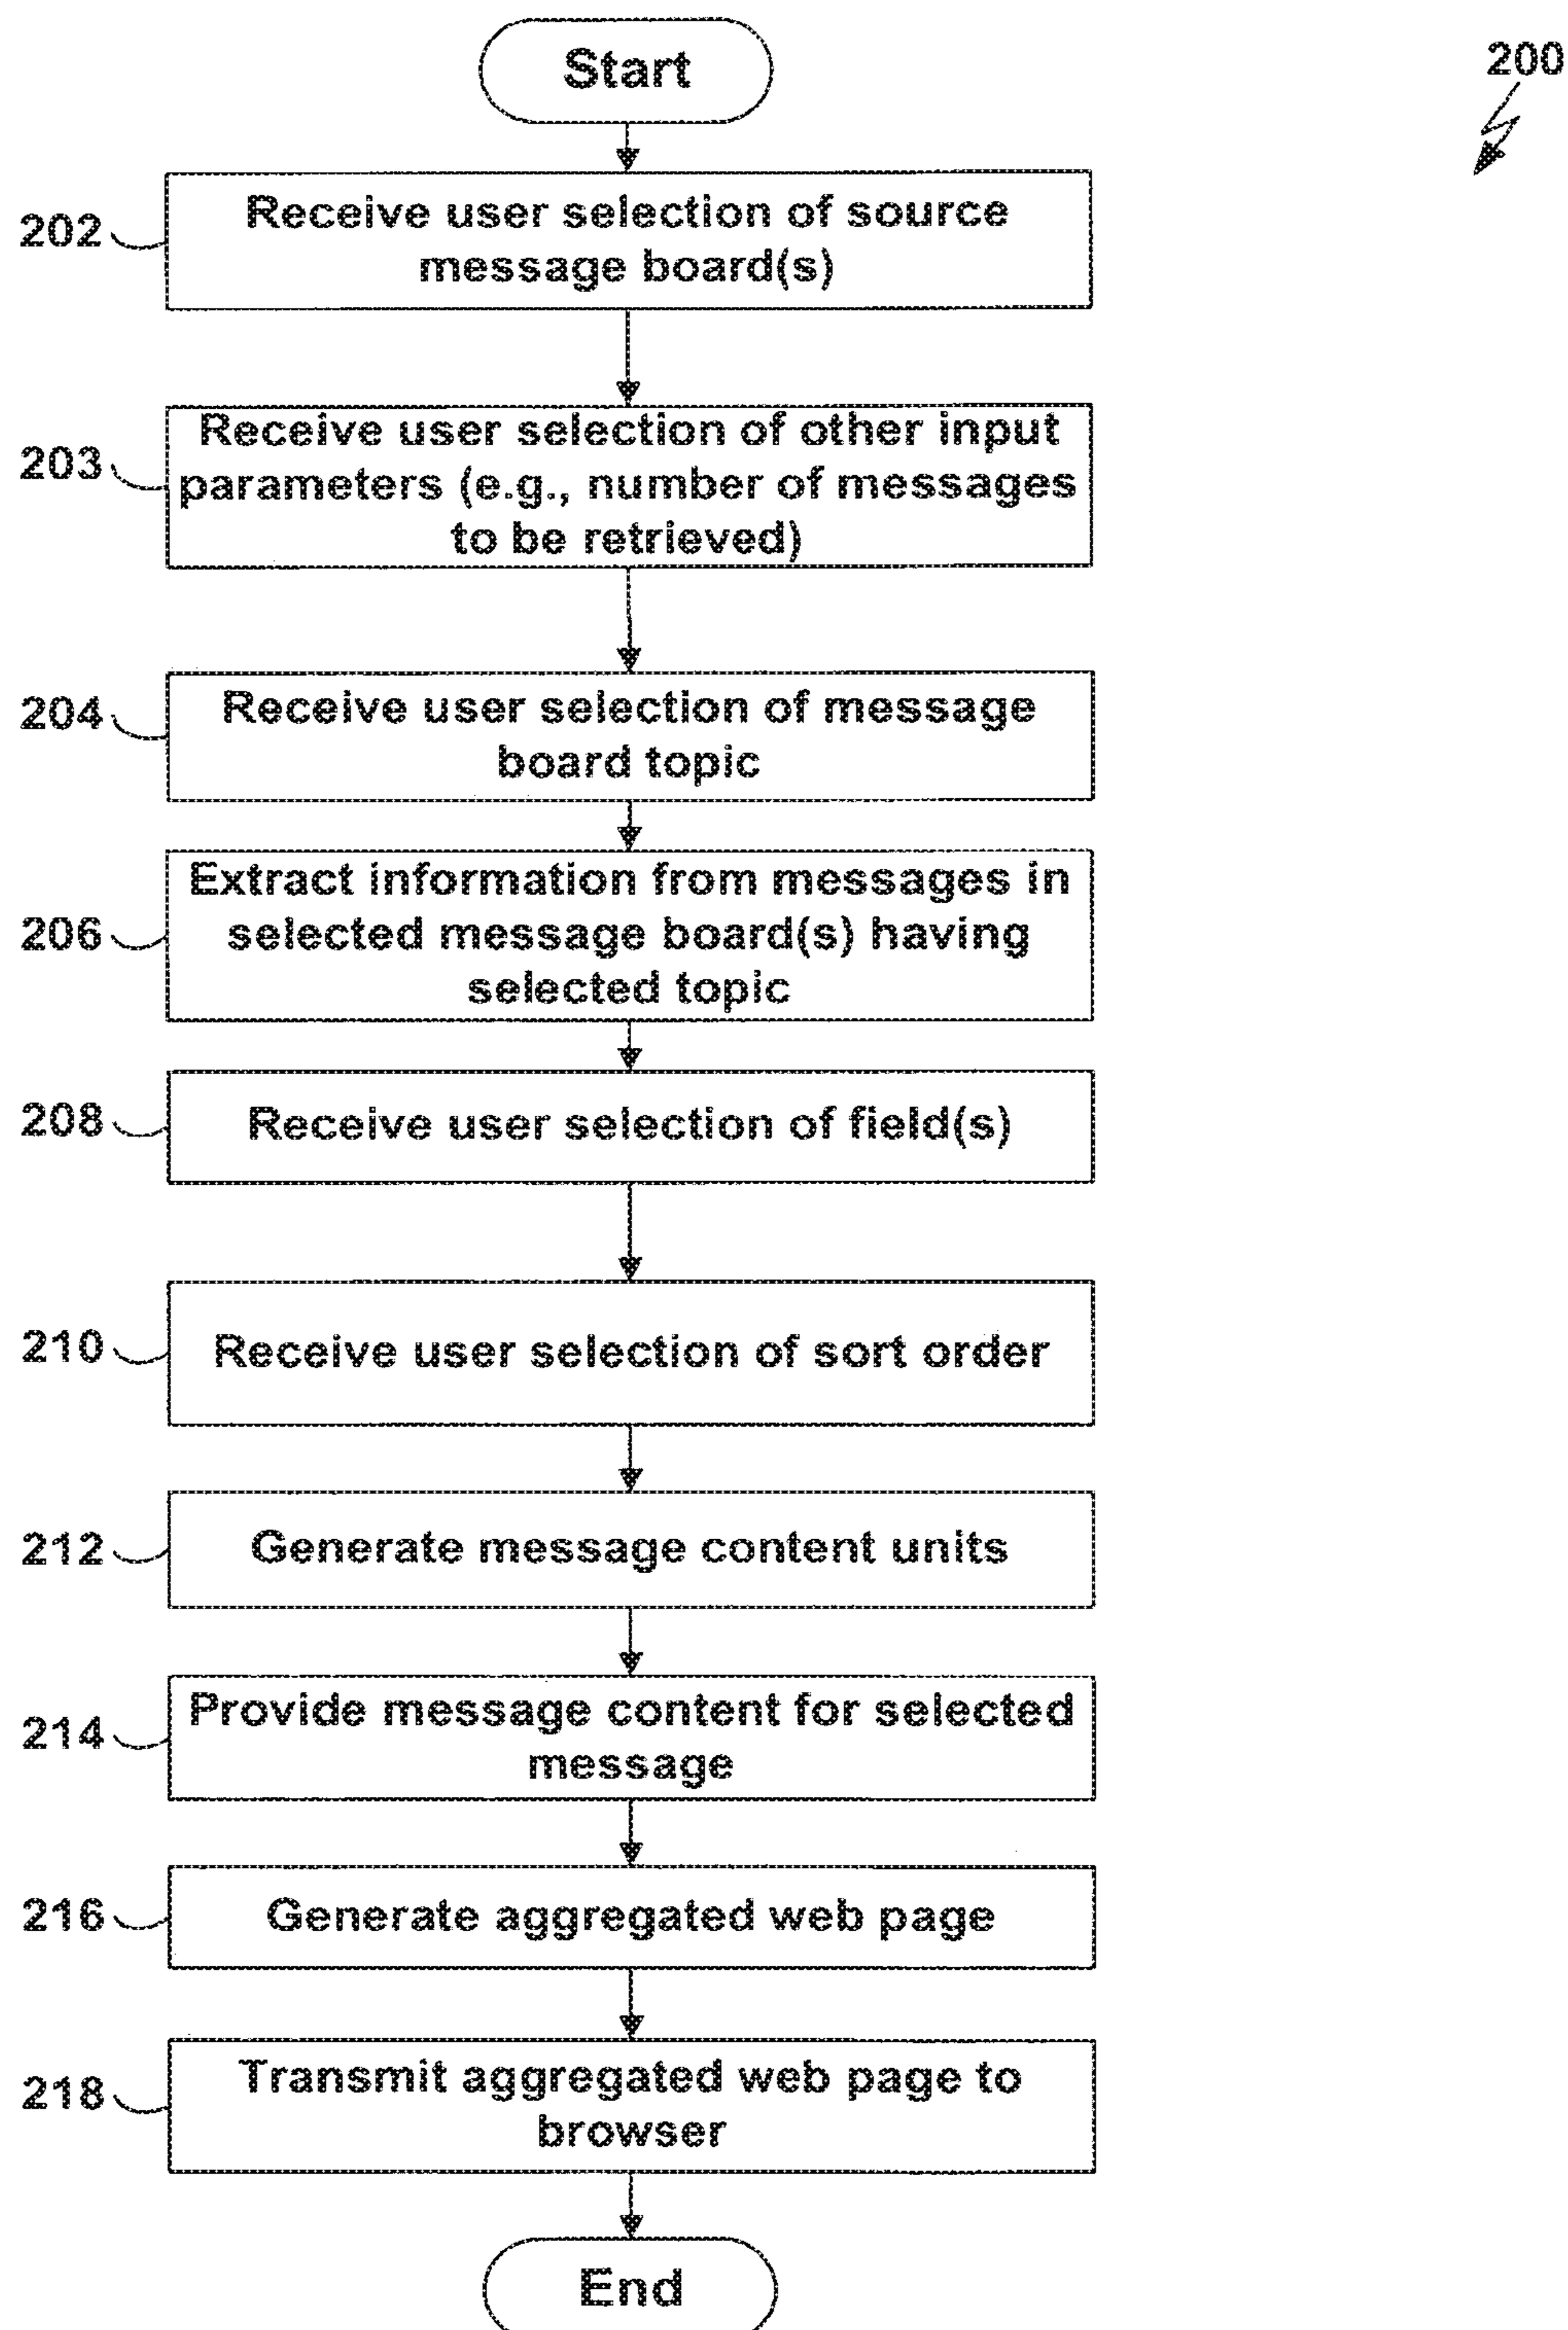 Start
200
202
Receive user selection of source
message board(s)
203
Receive user selection of other input
parameters (e.g., number of messages
to be retrieved)
204
Receive user selection of message
board topic
206
Extract information from messages in
selected message board(s) having
selected topic
208
Receive user selection of field(s)
210
Receive user selection of sort order
212
Generate message content units
214
Provide message content for selected
message
216
Generate aggregated web page
218
Transmit aggregated web page to
browser
End